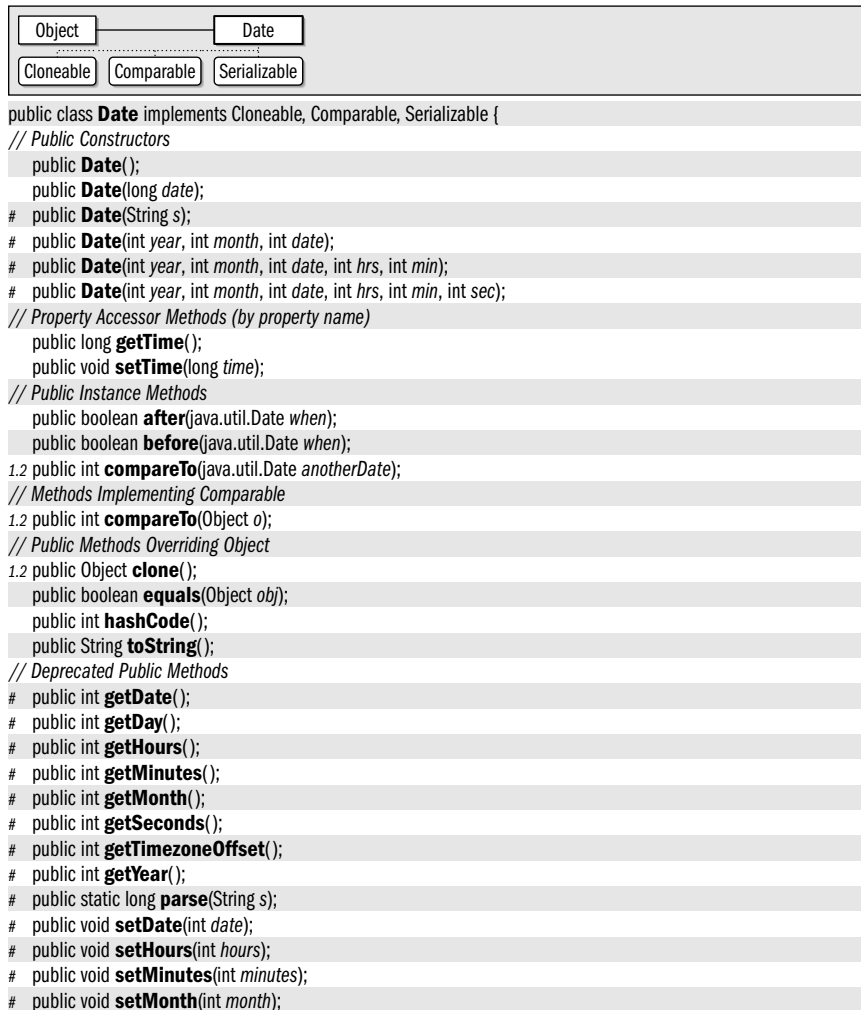 Object Date
Cloneable Comparable Serializable
public class Date implements Cloneable, Comparable, Serializable {
// Public Constructors
public Date();
public Date(long date);
# public Date(String s);
# public Date(int year, int month, int date);
# public Date(int year, int month, int date, int hrs, int min);
# public Date(int year, int month, int date, int hrs, int min, int sec);
// Property Accessor Methods (by property name)
public long getTime();
public void setTime(long time);
// Public Instance Methods
public boolean after(java.util.Date when);
public boolean before(java.util.Date when);
1.2 public int compareTo(java.util.Date anotherDate);
// Methods Implementing Comparable
1.2 public int compareTo(Object o);
// Public Methods Overriding Object
1.2 public Object clone();
public boolean equals(Object obj);
public int hashCode();
public String toString();
// Deprecated Public Methods
# public int getDate();
# public int getDay();
# public int getHours();
# public int getMinutes();
# public int getMonth();
# public int getSeconds();
# public int getTimezoneOffset();
# public int getYear();
# public static long parse(String s);
# public void setDate(int date);
# public void setHours(int hours);
# public void setMinutes(int minutes);
# public void setMonth(int month);